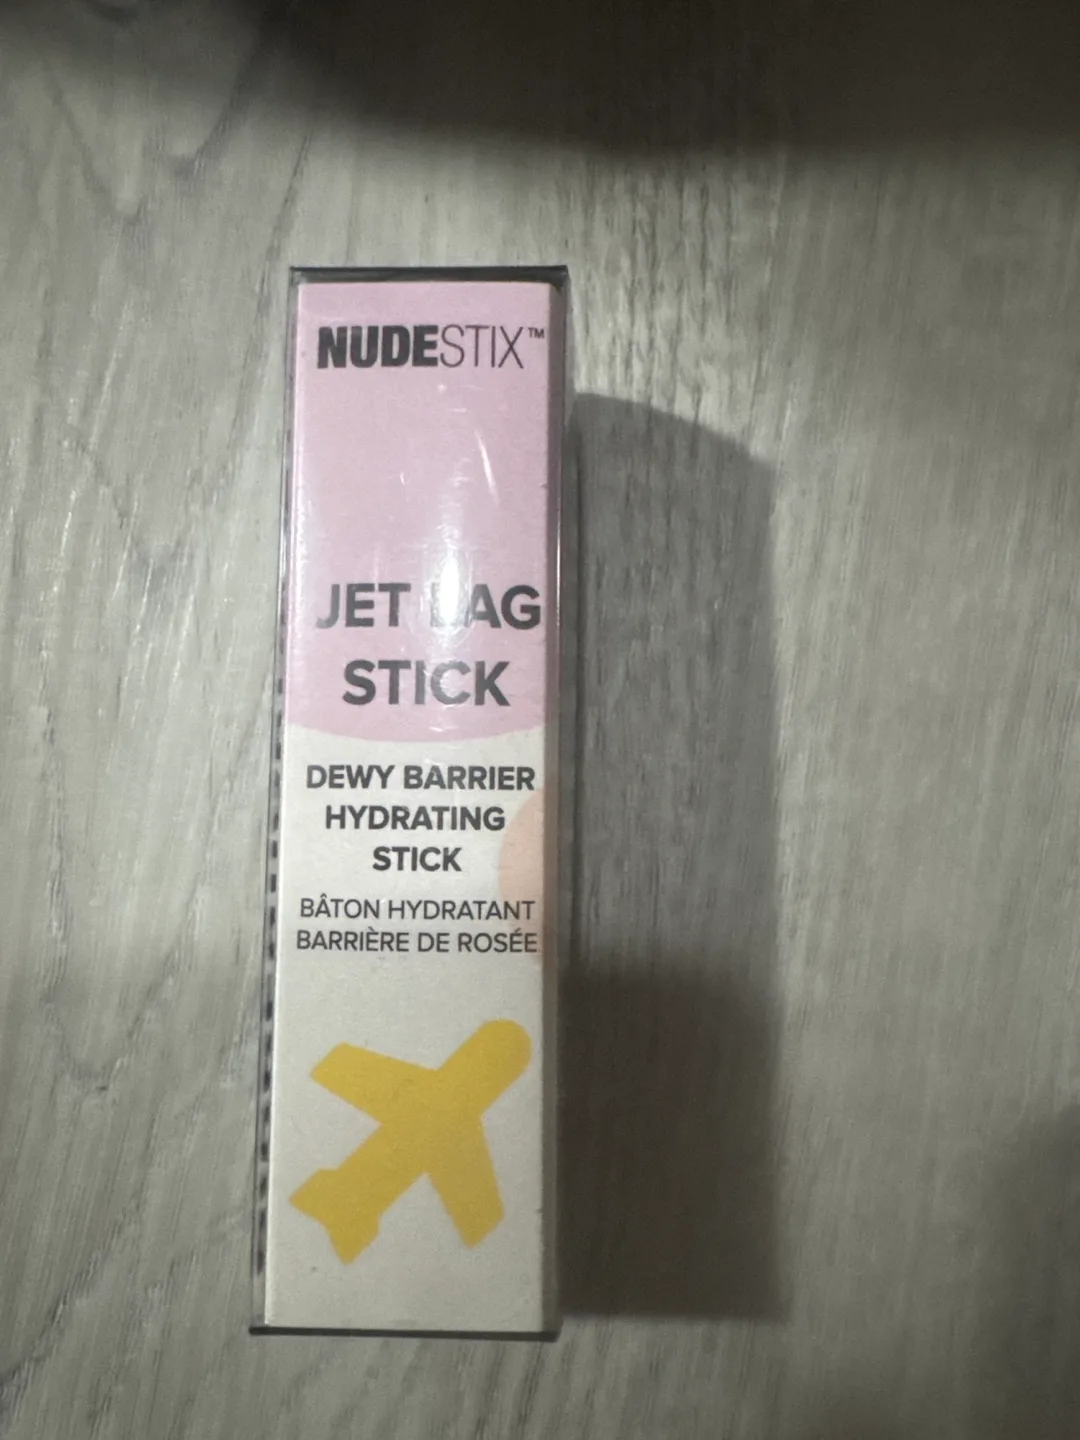 NUDESTIX™
JET LAG
STICK
DEWY BARRIER
HYDRATING
STICK
BÂTON HYDRATANT
BARRIÈRE DE ROSÉE